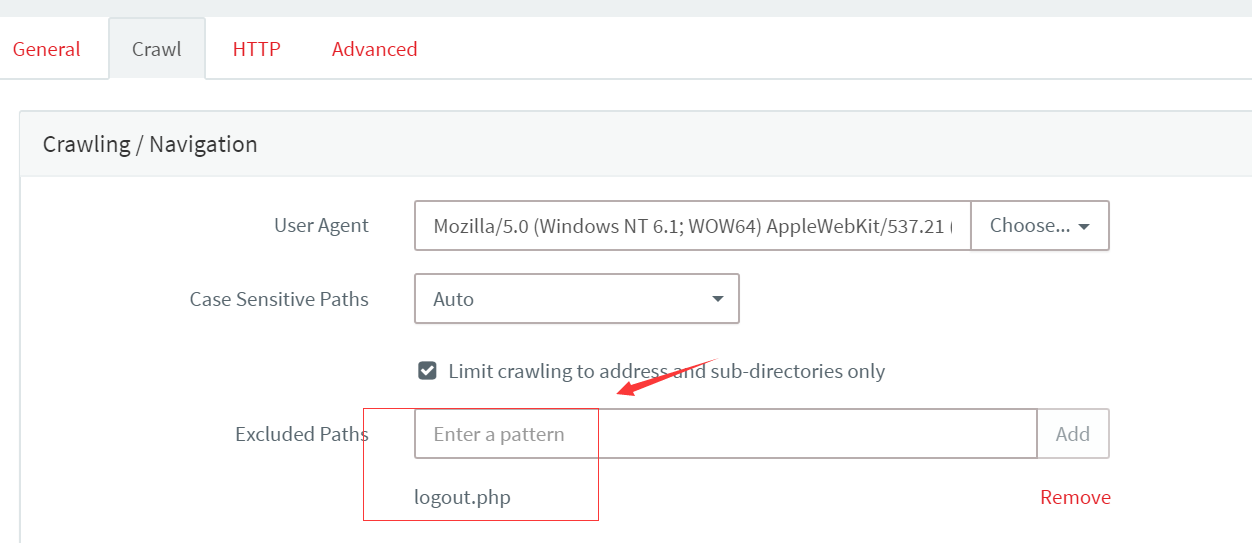 General Crawl HTTP Advanced
Crawling / Navigation
User Agent Mozilla/5.0 (Windows NT 6.1; WOW64) AppleWebKit/537.21 ( Choose...
Case Sensitive Paths Auto
Limit crawling to address and sub-directories only
Excluded Paths Enter a pattern Add
logout.php Remove